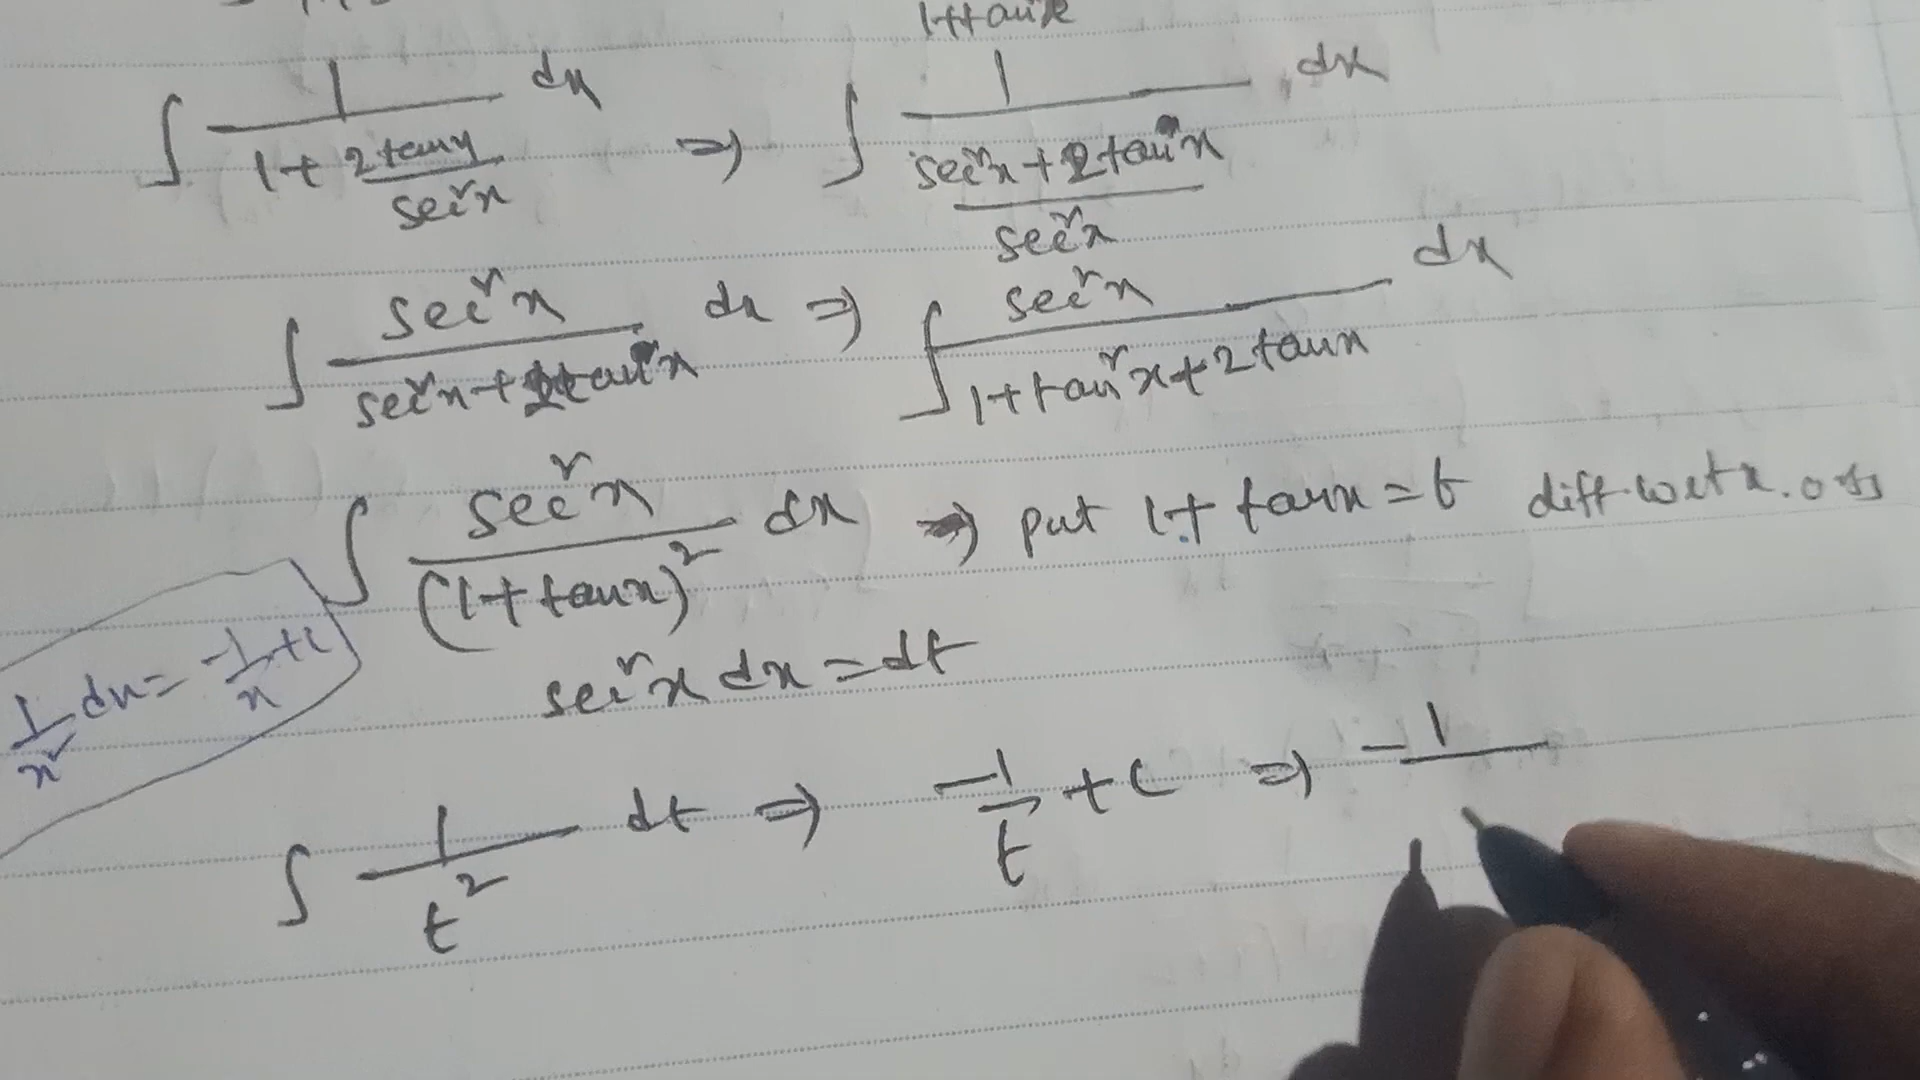 1+tan²x
∫ 1/(1 + 2tanx/sec²x) dx ⇒ ∫ 1/((sec²x + 2tanx)/sec²x) dx
∫ sec²x/(sec²x + 2tanx) dx ⇒ ∫ sec²x/(1+tan²x+2tanx) dx
∫ sec²x/(1+tanx)² dx ⇒ put 1+tanx = t diff w.r.t x. o b s
sec²x dx = dt
1/x² dx = -1/x + c
∫ 1/t² dt ⇒ -1/t + c ⇒ -1/